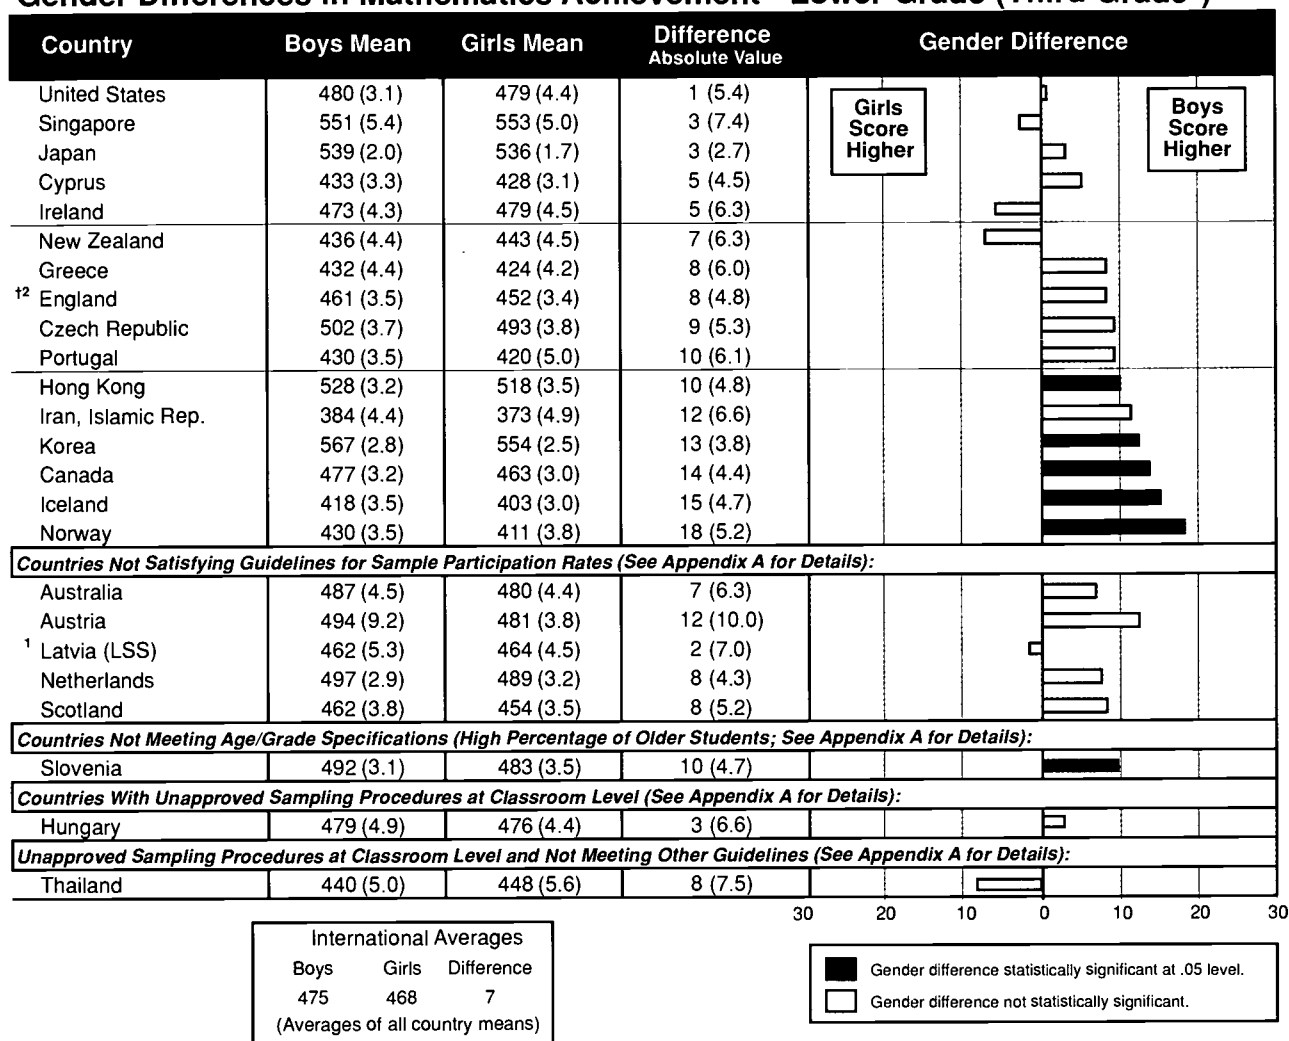 Gender Differences in Mathematics Achievement - Lower Grade (Third Grade*)
Country Boys Mean Girls Mean Difference Absolute Value Gender Difference
Girls Score Higher
Boys Score Higher
United States 480 (3.1) 479 (4.4) 1 (5.4)
Singapore 551 (5.4) 553 (5.0) 3 (7.4)
Japan 539 (2.0) 536 (1.7) 3 (2.7)
Cyprus 433 (3.3) 428 (3.1) 5 (4.5)
Ireland 473 (4.3) 479 (4.5) 5 (6.3)
New Zealand 436 (4.4) 443 (4.5) 7 (6.3)
Greece 432 (4.4) 424 (4.2) 8 (6.0)
†2 England 461 (3.5) 452 (3.4) 8 (4.8)
Czech Republic 502 (3.7) 493 (3.8) 9 (5.3)
Portugal 430 (3.5) 420 (5.0) 10 (6.1)
Hong Kong 528 (3.2) 518 (3.5) 10 (4.8)
Iran, Islamic Rep. 384 (4.4) 373 (4.9) 12 (6.6)
Korea 567 (2.8) 554 (2.5) 13 (3.8)
Canada 477 (3.2) 463 (3.0) 14 (4.4)
Iceland 418 (3.5) 403 (3.0) 15 (4.7)
Norway 430 (3.5) 411 (3.8) 18 (5.2)
Countries Not Satisfying Guidelines for Sample Participation Rates (See Appendix A for Details):
Australia 487 (4.5) 480 (4.4) 7 (6.3)
Austria 494 (9.2) 481 (3.8) 12 (10.0)
1 Latvia (LSS) 462 (5.3) 464 (4.5) 2 (7.0)
Netherlands 497 (2.9) 489 (3.2) 8 (4.3)
Scotland 462 (3.8) 454 (3.5) 8 (5.2)
Countries Not Meeting Age/Grade Specifications (High Percentage of Older Students; See Appendix A for Details):
Slovenia 492 (3.1) 483 (3.5) 10 (4.7)
Countries With Unapproved Sampling Procedures at Classroom Level (See Appendix A for Details):
Hungary 479 (4.9) 476 (4.4) 3 (6.6)
Unapproved Sampling Procedures at Classroom Level and Not Meeting Other Guidelines (See Appendix A for Details):
Thailand 440 (5.0) 448 (5.6) 8 (7.5)
30 20 10 0 10 20 30
International Averages
Boys Girls Difference
475 468 7
(Averages of all country means)
Gender difference statistically significant at .05 level.
Gender difference not statistically significant.